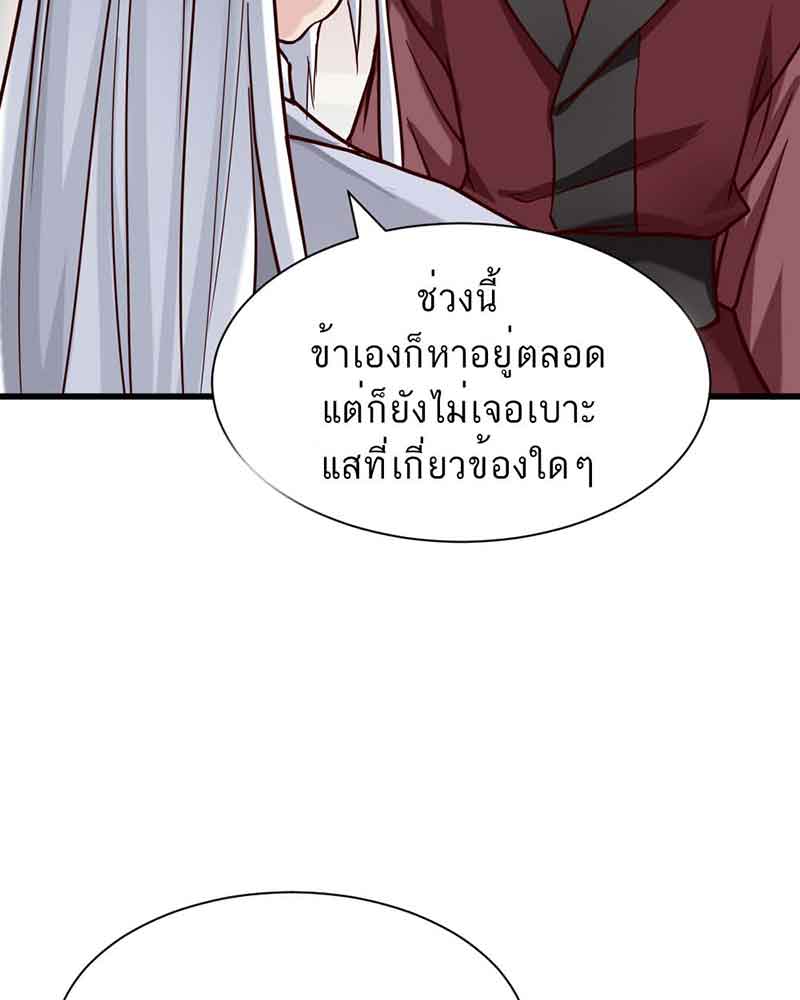 ช่วงนี้
ข้าเองก็หาอยู่ตลอด
แต่ก็ยังไม่เจอเบาะ
แสที่เกี่ยวข้องใดๆ